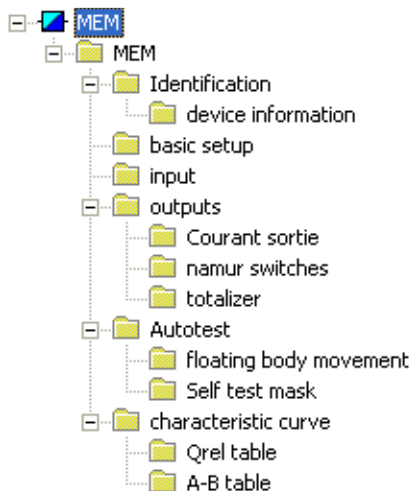 MEM
MEM
Identification
device information
basic setup
input
outputs
Courant sortie
namur switches
totalizer
Autotest
floating body movement
Self test mask
characteristic curve
Qrel table
A-B table